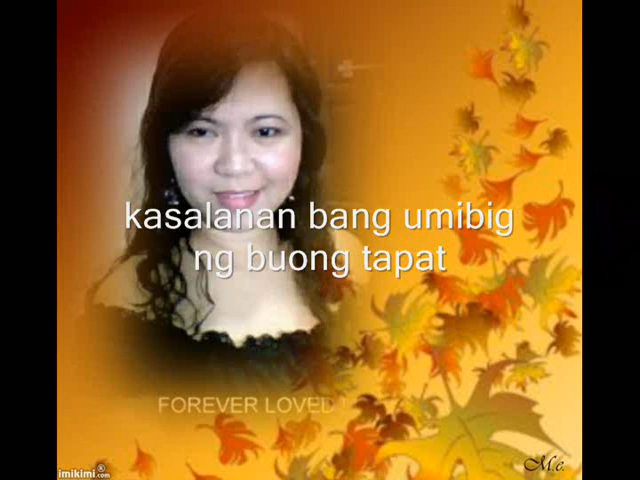 kasalanan bang umibig
ng buong tapat
FOREVER LOVED
imikimi.com
M.e.